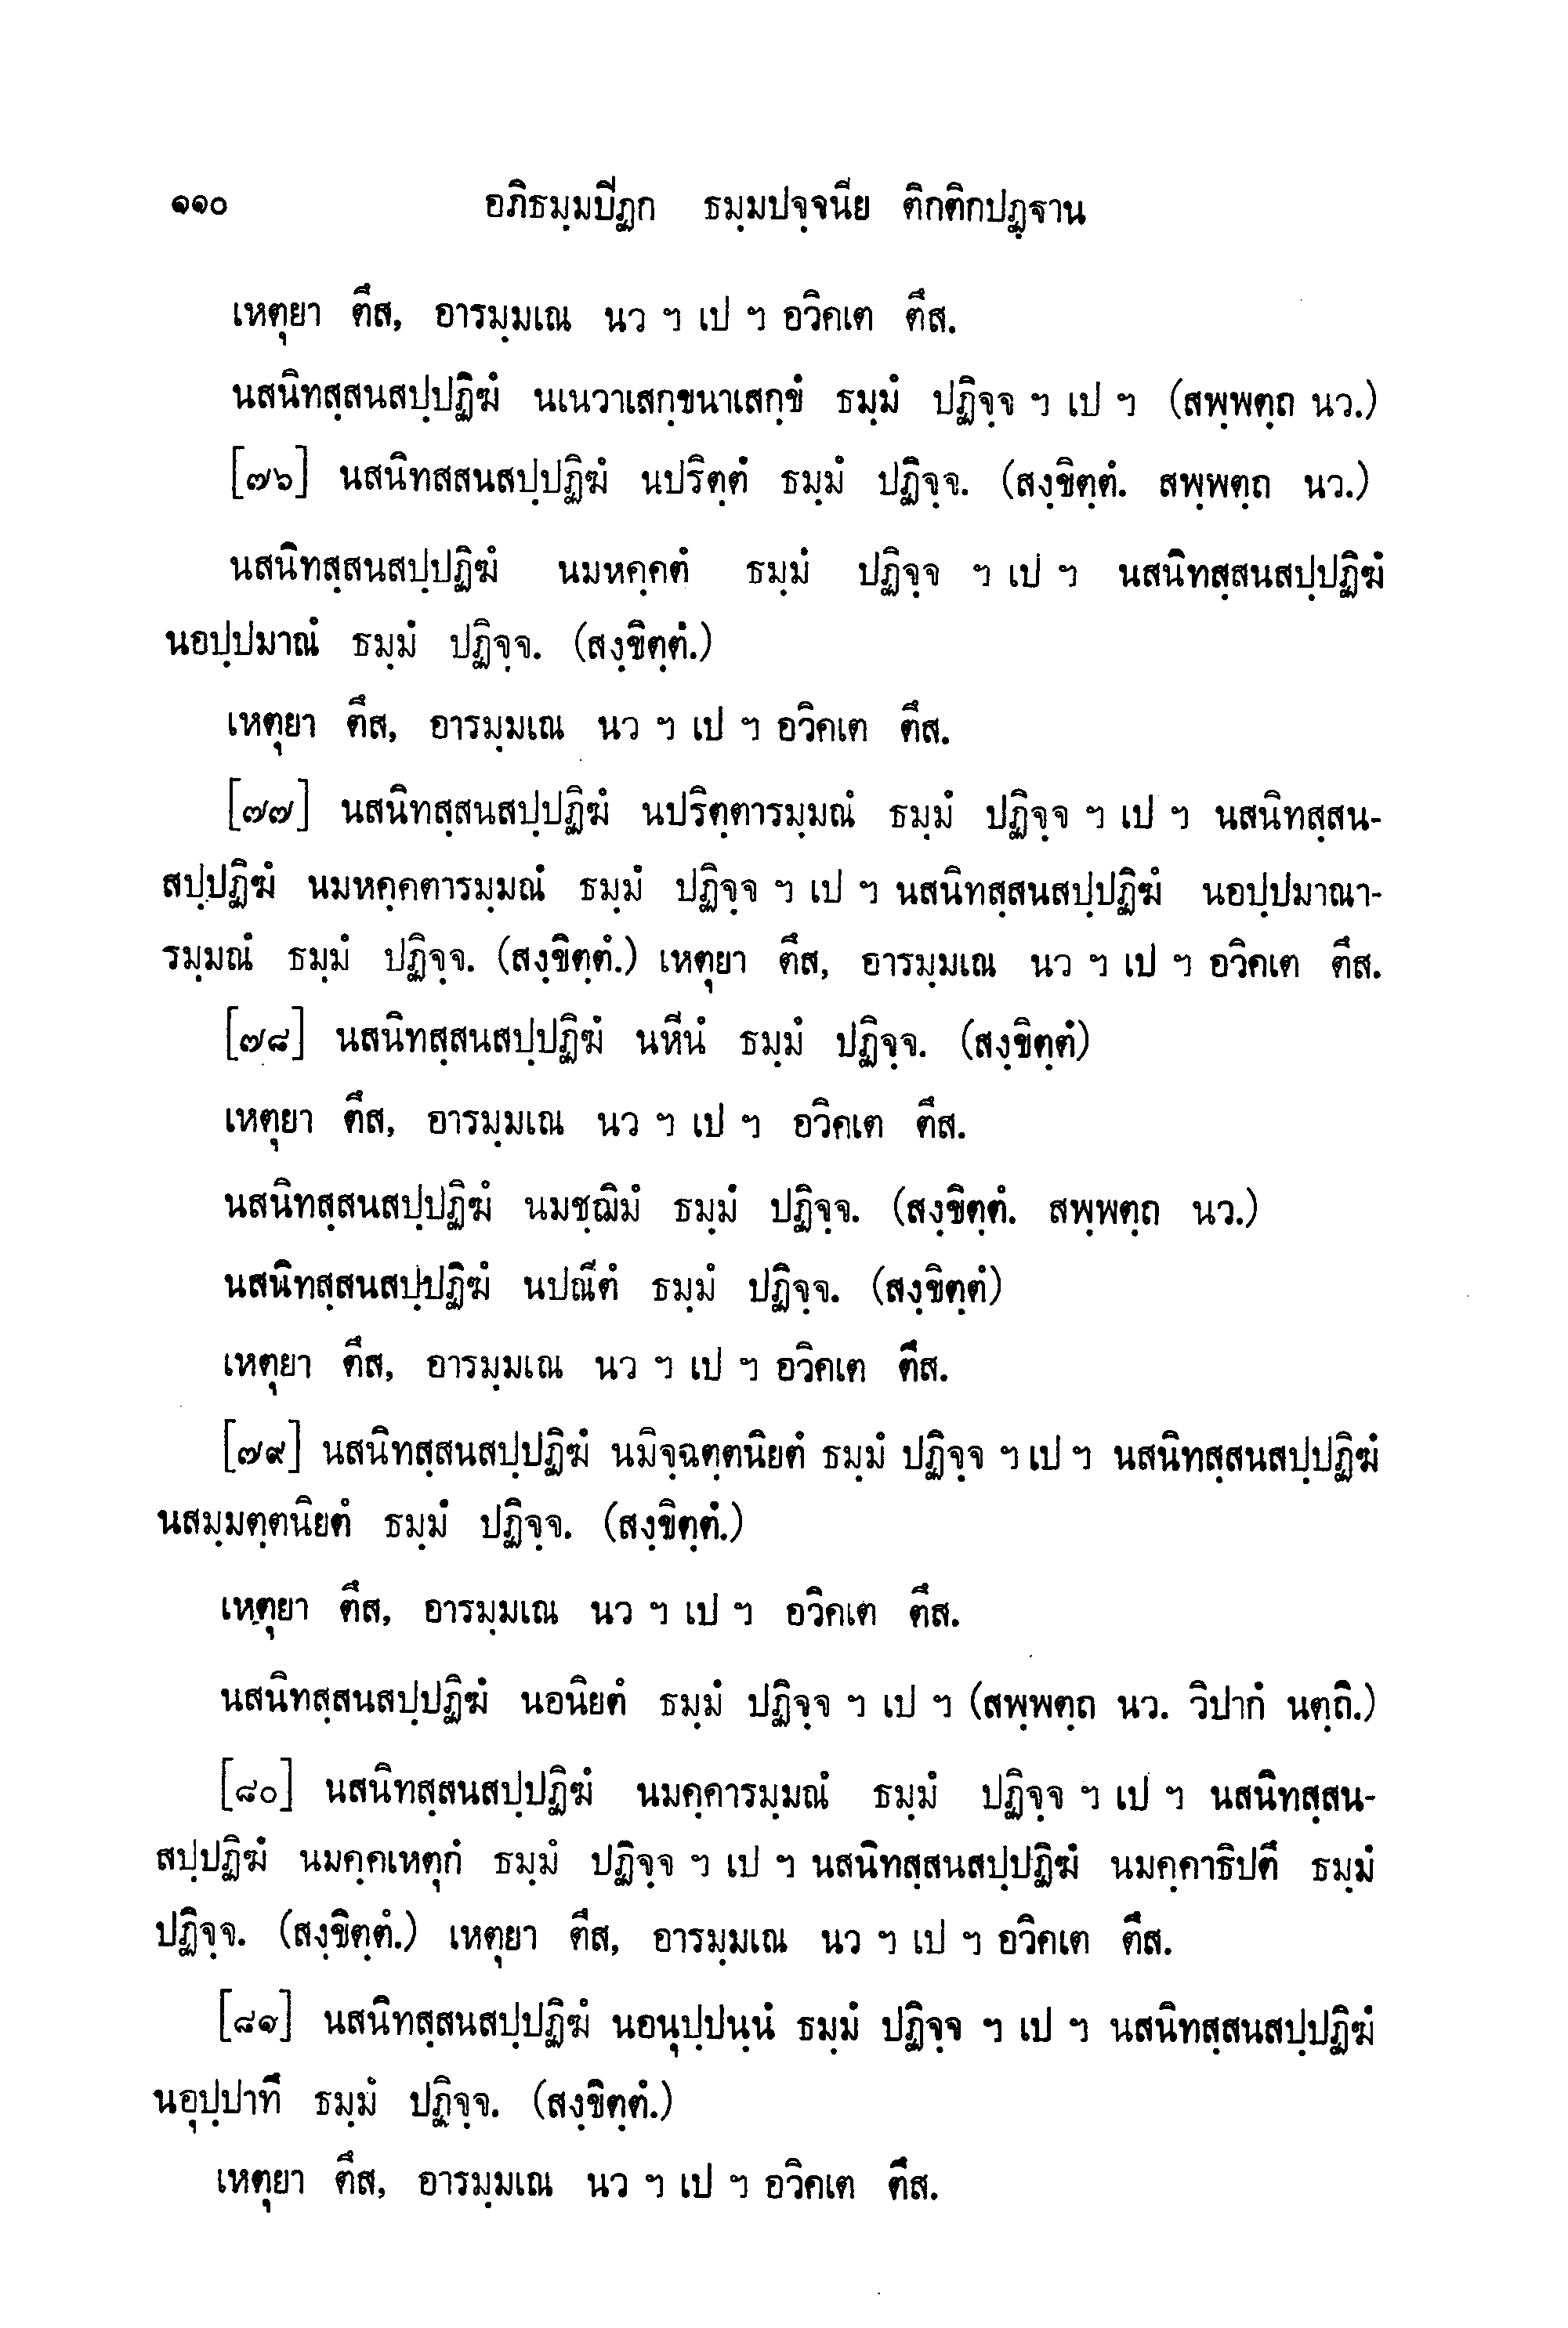 ๑๑๐ อภิธมฺมปีฏก ธมฺมปจฺจนีย ติกติกปฏฺฐาน
เหตุยา ตึส, อารมฺมเณ นว ฯ เป ฯ อวิคเต ตึส.
นสนิทสฺสนสปฺปฏิฆํ นเนวาเสกฺขนาเสกฺขํ ธมฺมํ ปฏิจฺจ ฯ เป ฯ (สพฺพตฺถ นว.)
[๗๖] นสนิทสสนสปฺปฏิฆํ นปริตฺตํ ธมฺมํ ปฏิจฺจ. (สงฺขิตฺตํ. สพฺพตฺถ นว.)
นสนิทสฺสนสปฺปฏิฆํ นมหคฺคตํ ธมฺมํ ปฏิจฺจ ฯ เป ฯ นสนิทสฺสนสปฺปฏิฆํ
นอปฺปมาณํ ธมฺมํ ปฏิจฺจ. (สงฺขิตฺตํ.)
เหตุยา ตึส, อารมฺมเณ นว ฯ เป ฯ อวิคเต ตึส.
[๗๗] นสนิทสฺสนสปฺปฏิฆํ นปริตฺตารมฺมณํ ธมฺมํ ปฏิจฺจ ฯ เป ฯ นสนิทสฺสน-
สปฺปฏิฆํ นมหคฺคตารมฺมณํ ธมฺมํ ปฏิจฺจ ฯ เป ฯ นสนิทสฺสนสปฺปฏิฆํ นอปฺปมาณา-
รมฺมณํ ธมฺมํ ปฏิจฺจ. (สงฺขิตฺตํ.) เหตุยา ตึส, อารมฺมเณ นว ฯ เป ฯ อวิคเต ตึส.
[๗๘] นสนิทสฺสนสปฺปฏิฆํ นหีนํ ธมฺมํ ปฏิจฺจ. (สงฺขิตฺตํ)
เหตุยา ตึส, อารมฺมเณ นว ฯ เป ฯ อวิคเต ตึส.
นสนิทสฺสนสปฺปฏิฆํ นมชฺฌิมํ ธมฺมํ ปฏิจฺจ. (สงฺขิตฺตํ. สพฺพตฺถ นว.)
นสนิทสฺสนสปฺปฏิฆํ นปณีตํ ธมฺมํ ปฏิจฺจ. (สงฺขิตฺตํ)
เหตุยา ตึส, อารมฺมเณ นว ฯ เป ฯ อวิคเต ตึส.
[๗๙] นสนิทสฺสนสปฺปฏิฆํ นมิจฺฉตฺตนิยตํ ธมฺมํ ปฏิจฺจ ฯ เป ฯ นสนิทสฺสนสปฺปฏิฆํ
นสมฺมตฺตนิยตํ ธมฺมํ ปฏิจฺจ. (สงฺขิตฺตํ.)
เหตุยา ตึส, อารมฺมเณ นว ฯ เป ฯ อวิคเต ตึส.
นสนิทสฺสนสปฺปฏิฆํ นอนิยตํ ธมฺมํ ปฏิจฺจ ฯ เป ฯ (สพฺพตฺถ นว. วิปากํ นตฺถิ.)
[๘๐] นสนิทสฺสนสปฺปฏิฆํ นมคฺคารมฺมณํ ธมฺมํ ปฏิจฺจ ฯ เป ฯ นสนิทสฺสน-
สปฺปฏิฆํ นมคฺคเหตุกํ ธมฺมํ ปฏิจฺจ ฯ เป ฯ นสนิทสฺสนสปฺปฏิฆํ นมคฺคาธิปตึ ธมฺมํ
ปฏิจฺจ. (สงฺขิตฺตํ.) เหตุยา ตึส, อารมฺมเณ นว ฯ เป ฯ อวิคเต ตึส.
[๘๑] นสนิทสฺสนสปฺปฏิฆํ นอนุปฺปนฺนํ ธมฺมํ ปฏิจฺจ ฯ เป ฯ นสนิทสฺสนสปฺปฏิฆํ
นอุปฺปาทึ ธมฺมํ ปฏิจฺจ. (สงฺขิตฺตํ.)
เหตุยา ตึส, อารมฺมเณ นว ฯ เป ฯ อวิคเต ตึส.